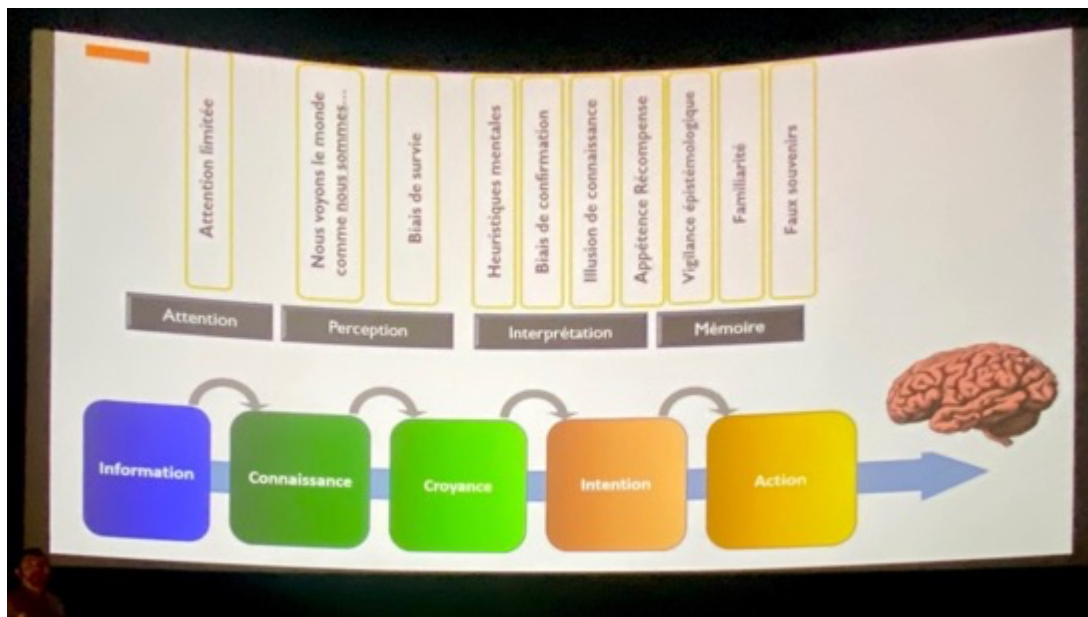 Attention limitée
Nous voyons le monde
comme nous sommes...
Biais de survie
Heuristiques mentales
Biais de confirmation
Illusion de connaissance
Appétence Récompense
Vigilance épistémologique
Familiarité
Faux souvenirs
Attention
Perception
Interprétation
Mémoire
Information
Connaissance
Croyance
Intention
Action